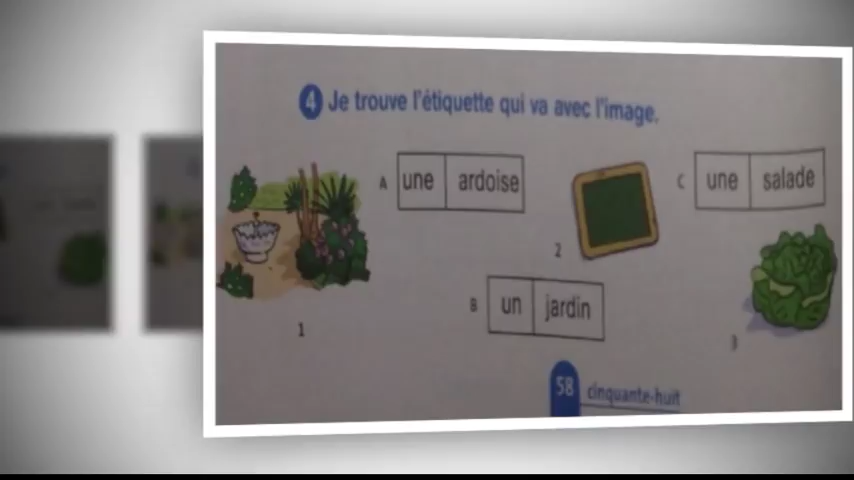 4 Je trouve l'étiquette qui va avec l'image.
A une ardoise
C une salade
2
B un jardin
1
3
58 cinquante-huit